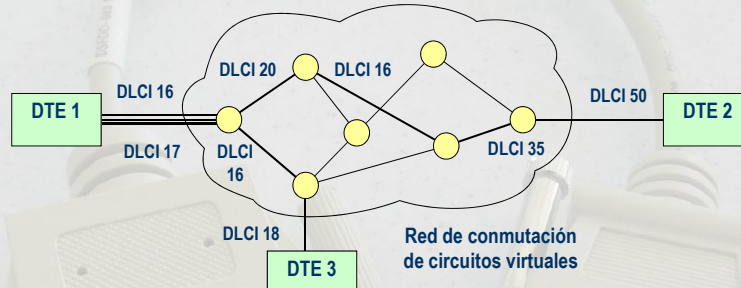 DLCI 20
DLCI 16
DLCI 16
DLCI 50
DTE 1
DTE 2
DLCI 17
DLCI
16
DLCI 35
DLCI 18
Red de conmutación
de circuitos virtuales
DTE 3